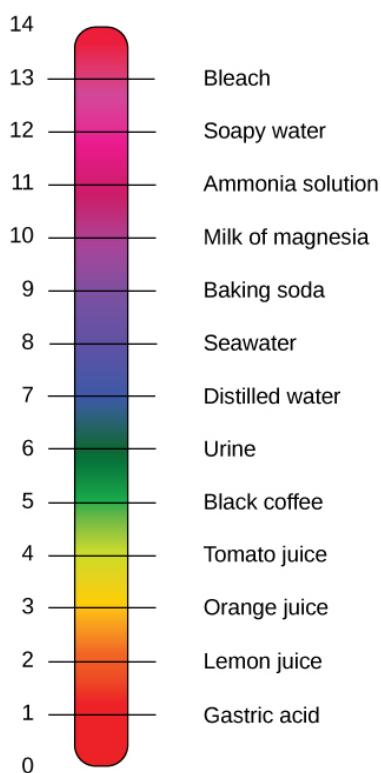 14
13 Bleach
12 Soapy water
11 Ammonia solution
10 Milk of magnesia
9 Baking soda
8 Seawater
7 Distilled water
6 Urine
5 Black coffee
4 Tomato juice
3 Orange juice
2 Lemon juice
1 Gastric acid
0